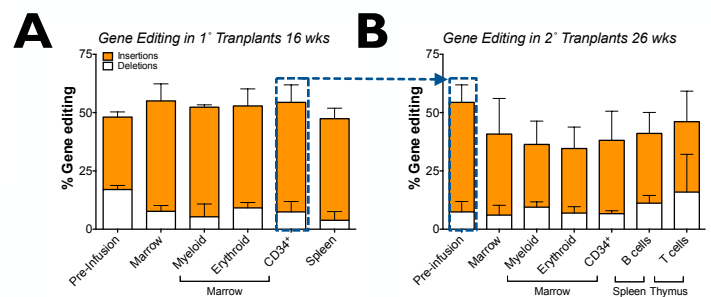 A
Gene Editing in 1° Tranplants 16 wks
% Gene editing
75
50
25
0
Insertions
Deletions
Pre-Infusion
Marrow
Myeloid
Erythroid
CD34+
Spleen
Marrow
B
Gene Editing in 2° Tranplants 26 wks
% Gene editing
75
50
25
0
Pre-infusion
Marrow
Myeloid
Erythroid
CD34+
B cells
T cells
Marrow
Spleen Thymus